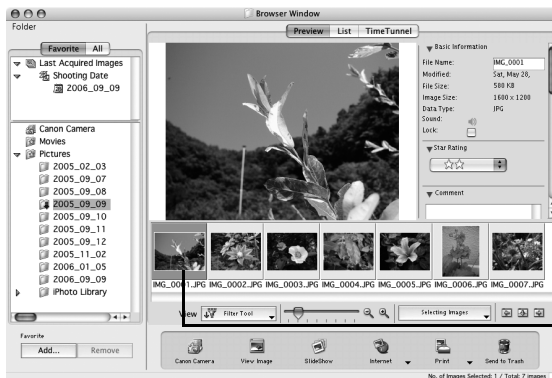 Browser Window
Folder
Favorite All
Last Acquired Images
Shooting Date
2006_09_09
Canon Camera
Movies
Pictures
2005_02_03
2005_09_07
2005_09_08
2005_09_09
2005_09_10
2005_09_11
2005_09_12
2005_11_02
2006_01_05
2006_09_09
iPhoto Library
Favorite
Add... Remove
Preview List TimeTunnel
Basic Information
File Name: IMG_0001
Modified: Sat, May 28,
File Size: 580 KB
Image Size: 1600 x 1200
Data Type: JPG
Sound:
Lock:
Star Rating
Comment
IMG_0001.JPG IMG_0002.JPG IMG_0003.JPG IMG_0004.JPG IMG_0005.JPG IMG_0006.JPG IMG_0007.JPG
View Filter Tool Selecting Images
Canon Camera View Image SlideShow Internet Print Send to Trash
No. of Images Selected: 1 / Total: 7 images